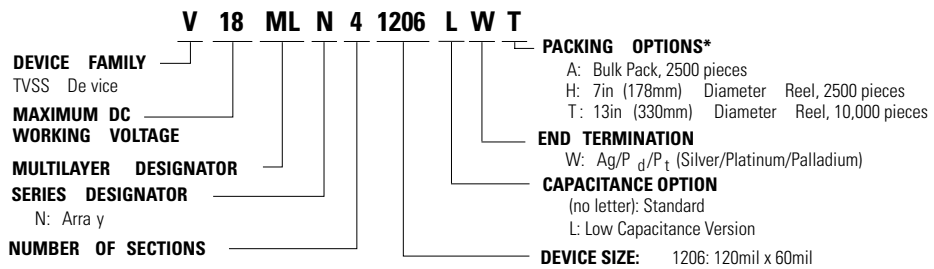 V 18 ML N 4 1206 L W T
DEVICE FAMILY
TVSS De vice
MAXIMUM DC
WORKING VOLTAGE
MULTILAYER DESIGNATOR
SERIES DESIGNATOR
N: Arra y
NUMBER OF SECTIONS
PACKING OPTIONS*
A: Bulk Pack, 2500 pieces
H: 7in (178mm) Diameter Reel, 2500 pieces
T: 13in (330mm) Diameter Reel, 10,000 pieces
END TERMINATION
W: Ag/P d/Pt (Silver/Platinum/Palladium)
CAPACITANCE OPTION
(no letter): Standard
L: Low Capacitance Version
DEVICE SIZE: 1206: 120mil x 60mil